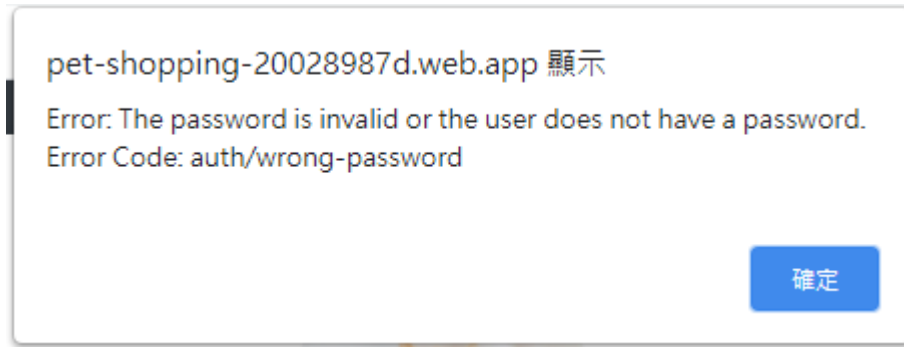 pet-shopping-20028987d.web.app 顯示
Error: The password is invalid or the user does not have a password.
Error Code: auth/wrong-password
確定